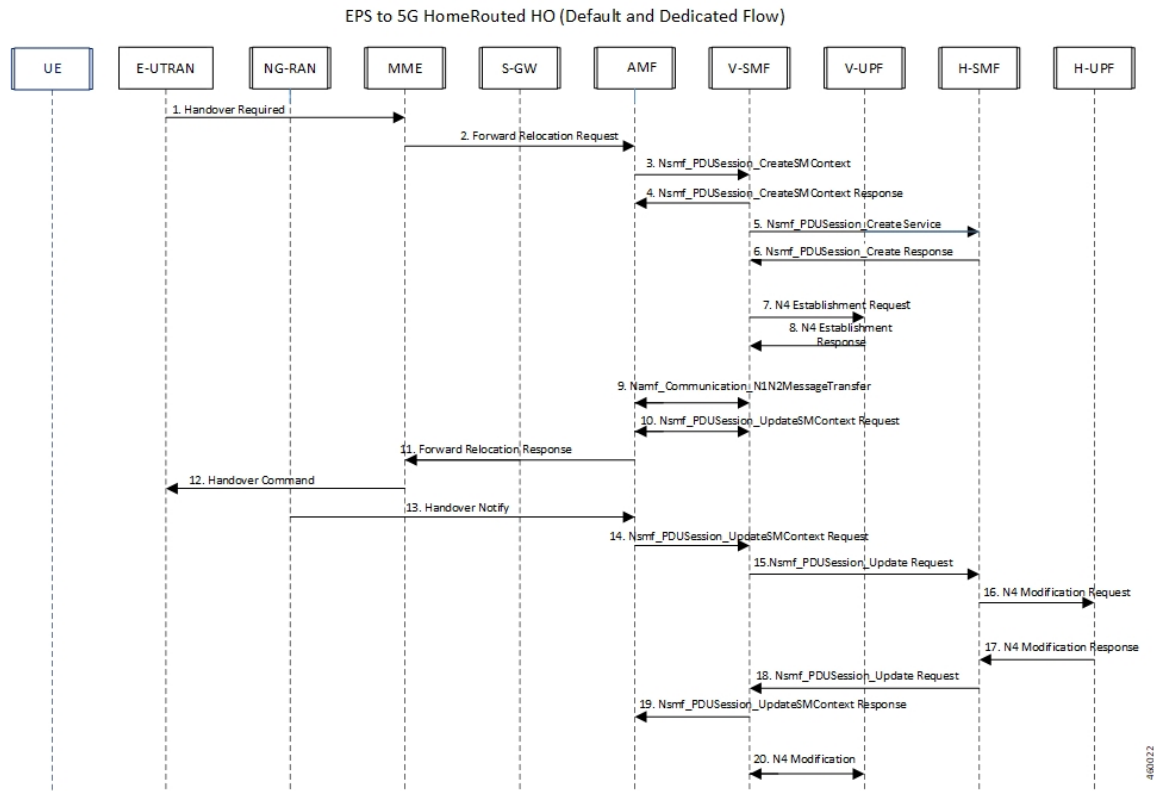 EPS to 5G HomeRouted HO (Default and Dedicated Flow)
UE
E-UTRAN
NG-RAN
MME
S-GW
AMF
V-SMF
V-UPF
H-SMF
H-UPF
1. Handover Required
2. Forward Relocation Request
3. Nsmf_PDUSession_CreateSMContext
4. Nsmf_PDUSession_CreateSMContext Response
5. Nsmf_PDUSession_Create Service
6. Nsmf_PDUSession_Create Response
7. N4 Establishment Request
8. N4 Establishment
Response
9. Namf_Communication_N1N2MessageTransfer
10. Nsmf_PDUSession_UpdateSMContext Request
11. Forward Relocation Response
12. Handover Command
13. Handover Notify
14. Nsmf_PDUSession_UpdateSMContext Request
15.Nsmf_PDUSession_Update Request
16. N4 Modification Request
17. N4 Modification Response
18. Nsmf_PDUSession_Update Request
19. Nsmf_PDUSession_UpdateSMContext Response
20. N4 Modification
460022